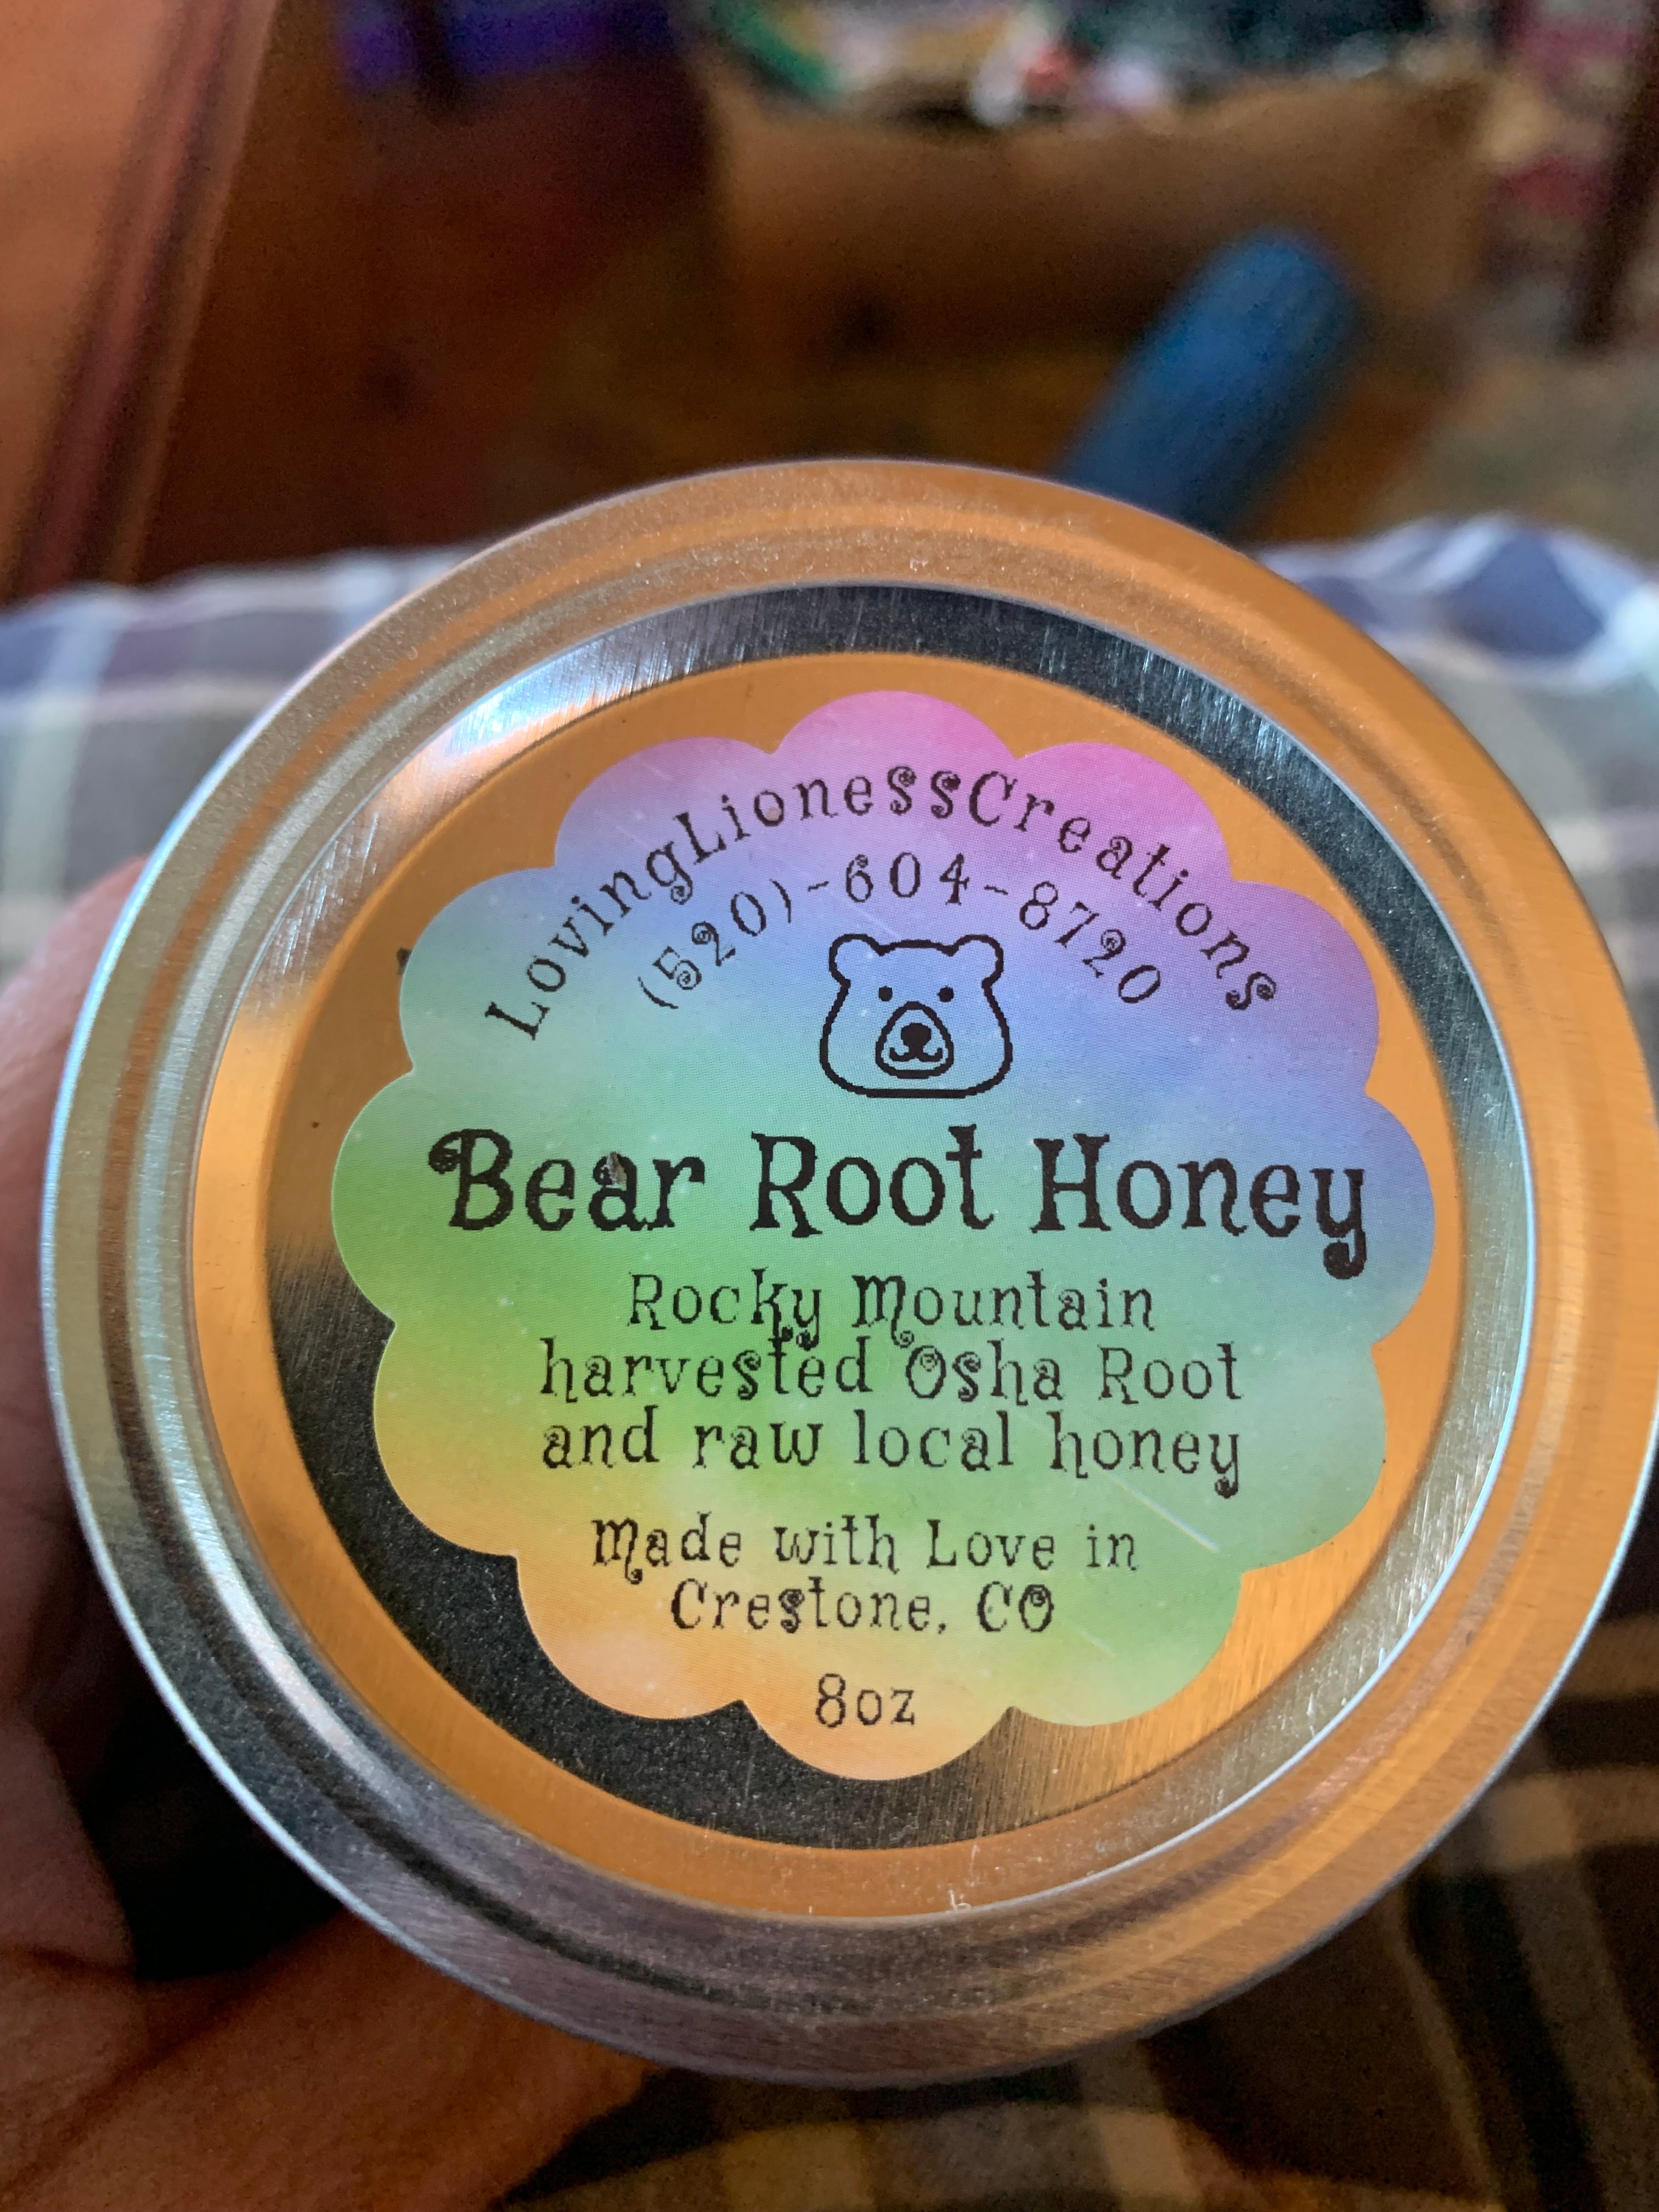 LovingLionessCreations
(520)-604-8720
Bear Root Honey
Rocky Mountain
harvested Osha Root
and raw local honey
Made with Love in
Crestone, CO
8oz